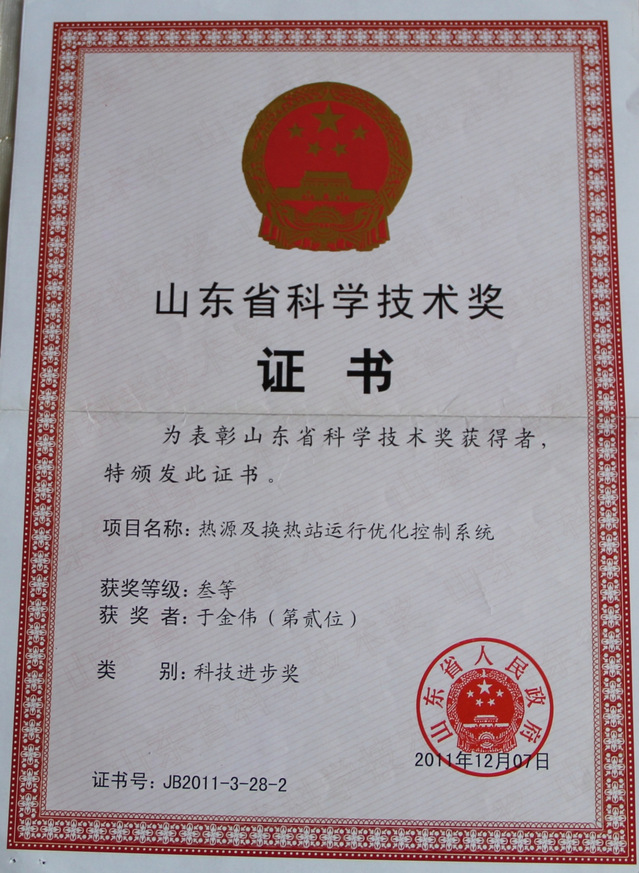 山东省科学技术奖
证书
为表彰山东省科学技术奖获得者，
特颁发此证书。
项目名称：热源及换热站运行优化控制系统
获奖等级：叁等
获奖者：于金伟（第贰位）
类别：科技进步奖
山东省人民政府
2011年12月07日
证书号：JB2011-3-28-2